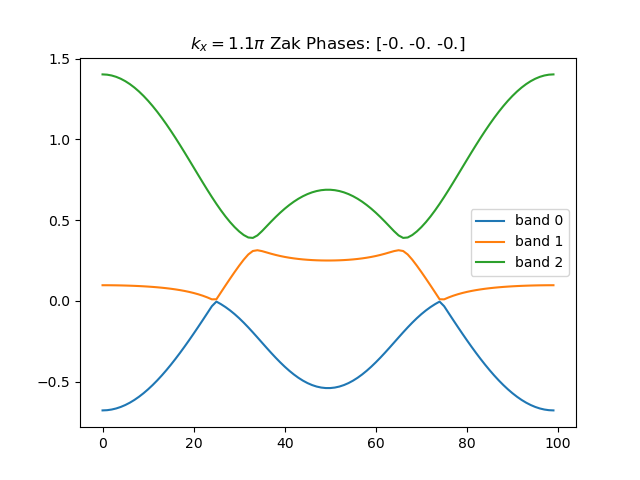 $k_x = 1.1\pi$ Zak Phases: [-0. -0. -0.]
1.5
1.0
0.5
0.0
−0.5
band 0
band 1
band 2
0 20 40 60 80 100